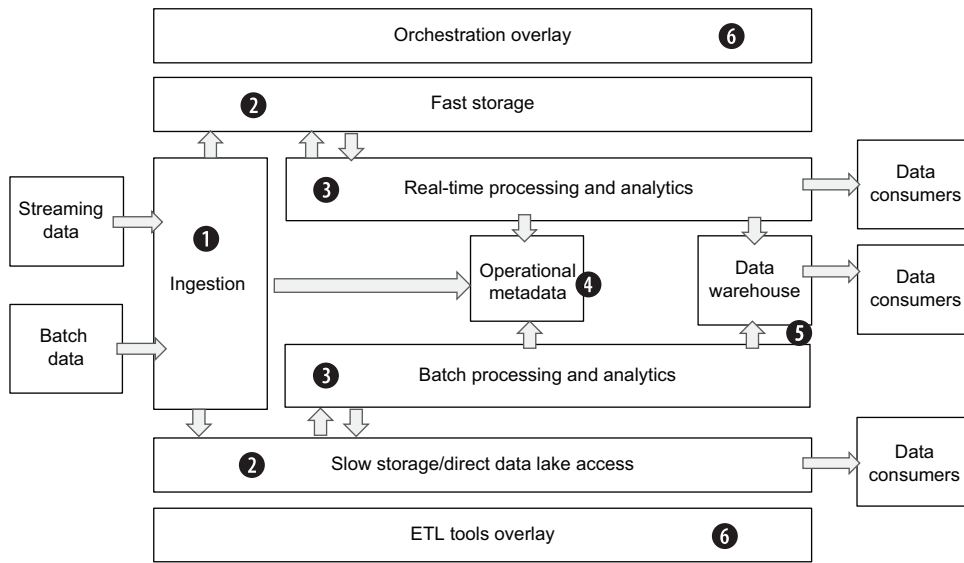 Orchestration overlay
6
2
Fast storage
3
Real-time processing and analytics
Data
consumers
Streaming
data
1
Ingestion
Operational
metadata
4
Data
warehouse
Data
consumers
Batch
data
5
3
Batch processing and analytics
2
Slow storage/direct data lake access
Data
consumers
ETL tools overlay
6